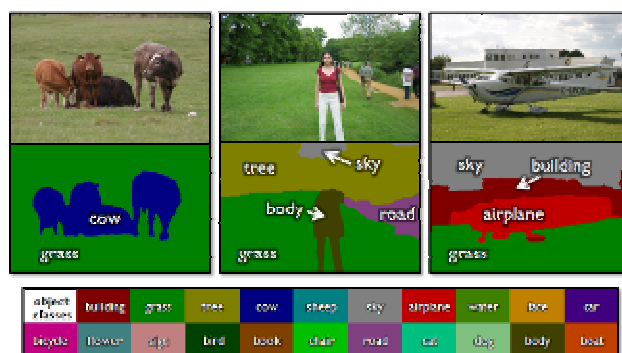 tree
sky
body
road
grass
cow
grass
sky
building
airplane
grass
object classes
building grass tree cow sheep sky airplane water face car
bicycle flower sign bird book chair road cat dog body boat